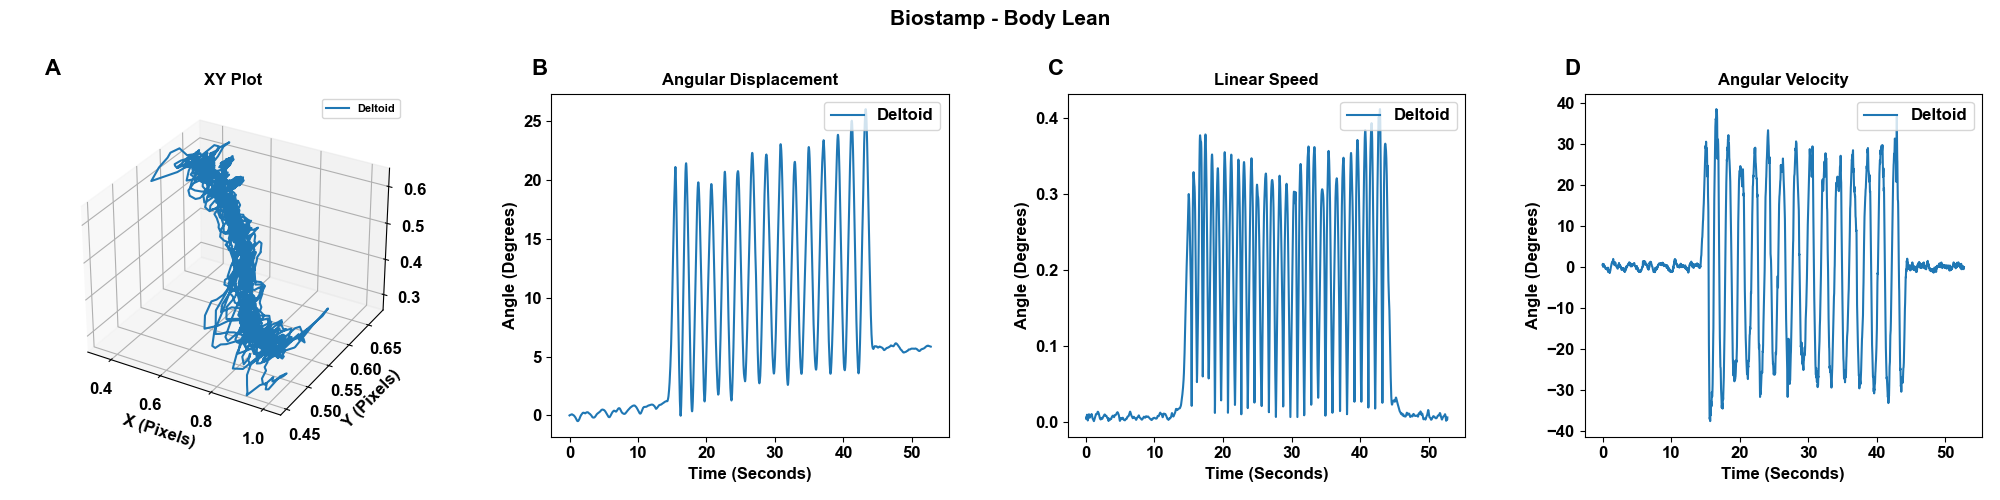 Biostamp - Body Lean
A
XY Plot
Deltoid
0.6
0.5
0.4
0.3
0.4
0.6
0.8
1.0
X (Pixels)
0.45
0.50
0.55
0.60
0.65
Y (Pixels)
B
Angular Displacement
Deltoid
25
20
15
10
5
0
Angle (Degrees)
0 10 20 30 40 50
Time (Seconds)
C
Linear Speed
Deltoid
0.4
0.3
0.2
0.1
0.0
Angle (Degrees)
0 10 20 30 40 50
Time (Seconds)
D
Angular Velocity
Deltoid
40
30
20
10
0
−10
−20
−30
−40
Angle (Degrees)
0 10 20 30 40 50
Time (Seconds)